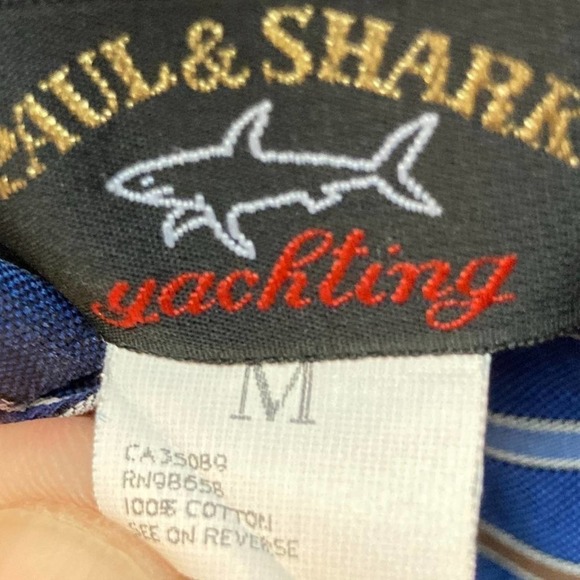 PAUL & SHARK
yachting
M
CA35089
RN98658
100% COTTON
SEE ON REVERSE